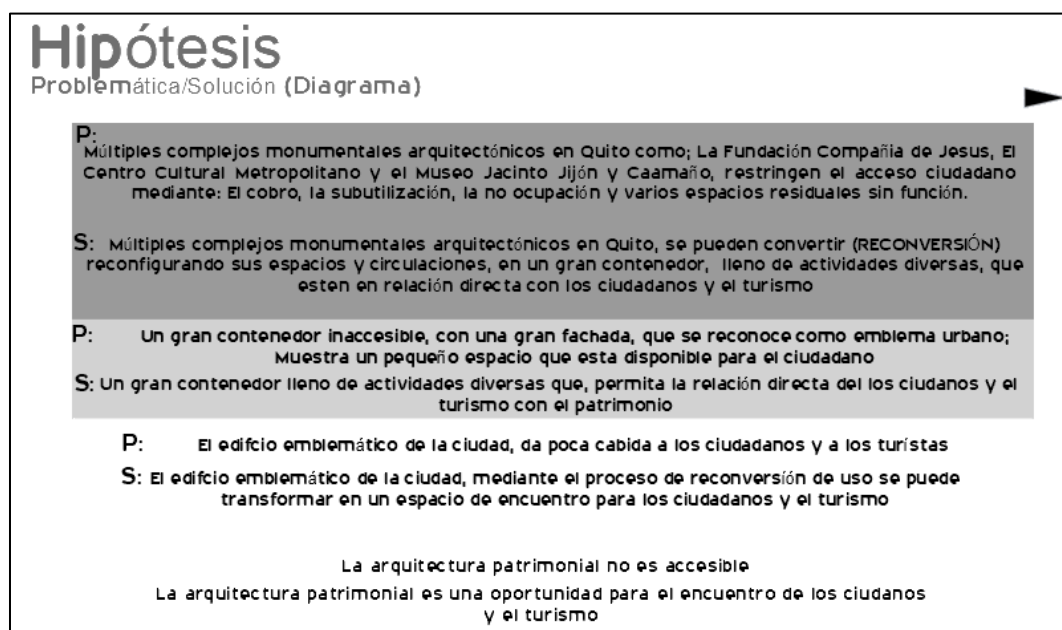 Hipótesis
Problemática/Solución (Diagrama)
P:
Múltiples complejos monumentales arquitectónicos en Quito como; La Fundación Compañia de Jesus, El
Centro Cultural Metropolitano y el Museo Jacinto Jijón y Caamaño, restringen el acceso ciudadano
mediante: El cobro, la subutilización, la no ocupación y varios espacios residuales sin función.
S: Múltiples complejos monumentales arquitectónicos en Quito, se pueden convertir (RECONVERSIÓN)
reconfigurando sus espacios y circulaciones, en un gran contenedor, lleno de actividades diversas, que
esten en relación directa con los ciudadanos y el turismo
P: Un gran contenedor inaccesible, con una gran fachada, que se reconoce como emblema urbano;
Muestra un pequeño espacio que esta disponible para el ciudadano
S: Un gran contenedor lleno de actividades diversas que, permita la relación directa del los ciudanos y el
turismo con el patrimonio
P: El edifcio emblemático de la ciudad, da poca cabida a los ciudadanos y a los turístas
S: El edifcio emblemático de la ciudad, mediante el proceso de reconversíón de uso se puede
transformar en un espacio de encuentro para los ciudadanos y el turismo
La arquitectura patrimonial no es accesible
La arquitectura patrimonial es una oportunidad para el encuentro de los ciudanos
y el turismo